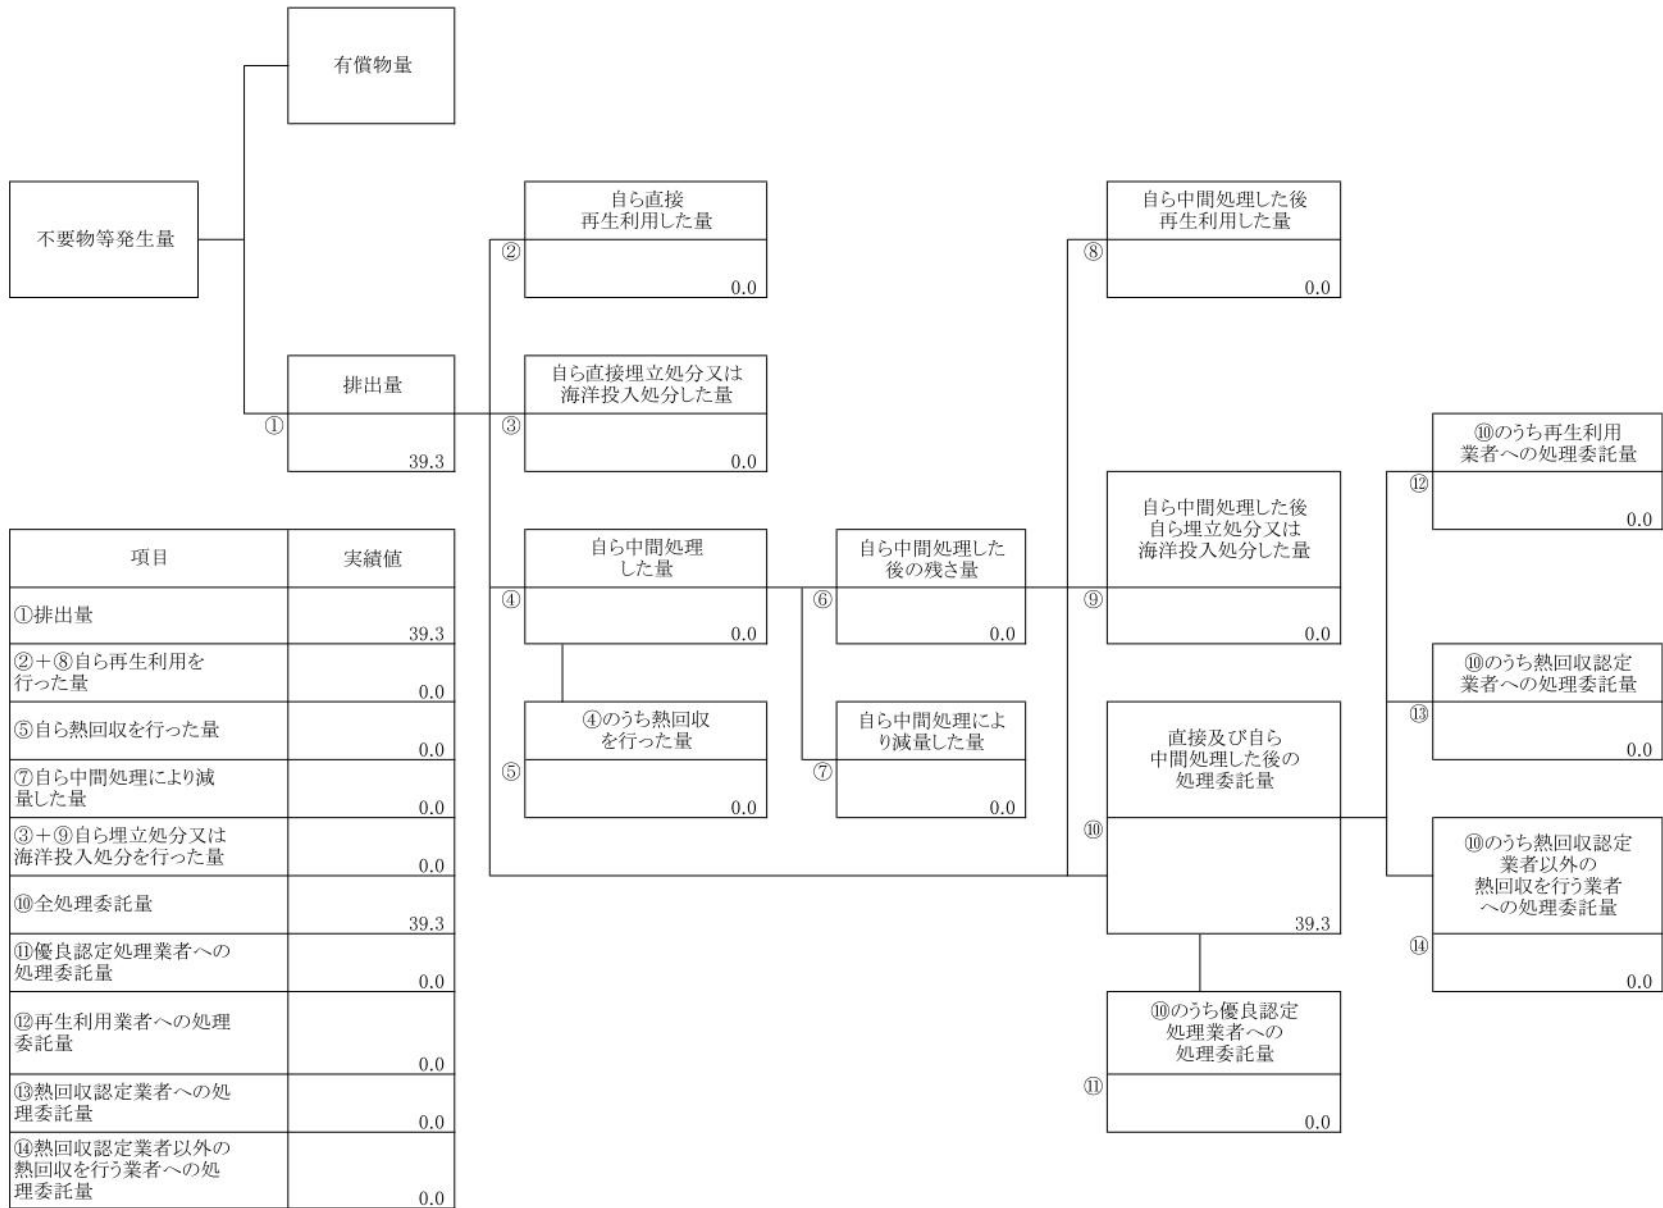 有償物量
不要物等発生量
自ら直接
再生利用した量
②
0.0
自ら中間処理した後
再生利用した量
⑧
0.0
排出量
①
39.3
自ら直接埋立処分又は
海洋投入処分した量
③
0.0
⑩のうち再生利用
業者への処理委託量
⑫
0.0
自ら中間処理した後
自ら埋立処分又は
海洋投入処分した量
⑨
0.0
自ら中間処理
した量
④
0.0
自ら中間処理した
後の残さ量
⑥
0.0
⑩のうち熱回収認定
業者への処理委託量
⑬
0.0
④のうち熱回収
を行った量
⑤
0.0
自ら中間処理によ
り減量した量
⑦
0.0
直接及び自ら
中間処理した後の
処理委託量
⑩
39.3
⑩のうち熱回収認定
業者以外の
熱回収を行う業者
への処理委託量
⑭
0.0
⑩のうち優良認定
処理業者への
処理委託量
⑪
0.0
項目 実績値
①排出量
39.3
②+⑧自ら再生利用を
行った量
0.0
⑤自ら熱回収を行った量
0.0
⑦自ら中間処理により減
量した量
0.0
③+⑨自ら埋立処分又は
海洋投入処分を行った量
0.0
⑩全処理委託量
39.3
⑪優良認定処理業者への
処理委託量
0.0
⑫再生利用業者への処理
委託量
0.0
⑬熱回収認定業者への処
理委託量
0.0
⑭熱回収認定業者以外の
熱回収を行う業者への処
理委託量
0.0